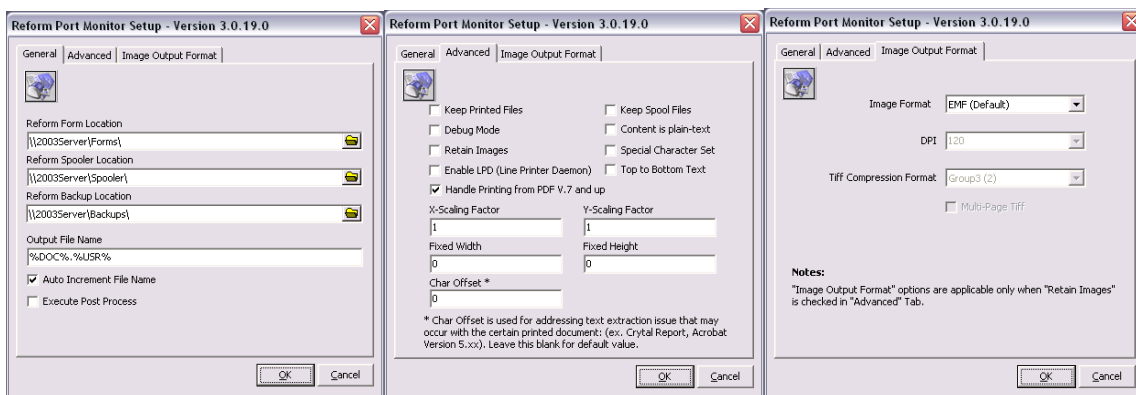 Reform Port Monitor Setup - Version 3.0.19.0
General Advanced Image Output Format
Reform Form Location
\\2003Server\Forms\
Reform Spooler Location
\\2003Server\Spooler\
Reform Backup Location
\\2003Server\Backups\
Output File Name
%DOC%.%USR%
Auto Increment File Name
Execute Post Process
OK Cancel
Reform Port Monitor Setup - Version 3.0.19.0
General Advanced Image Output Format
Keep Printed Files Keep Spool Files
Debug Mode Content is plain-text
Retain Images Special Character Set
Enable LPD (Line Printer Daemon) Top to Bottom Text
Handle Printing from PDF V.7 and up
X-Scaling Factor Y-Scaling Factor
1 1
Fixed Width Fixed Height
0 0
Char Offset *
0
* Char Offset is used for addressing text extraction issue that may
occur with the certain printed document: (ex. Crytal Report, Acrobat
Version 5.xx). Leave this blank for default value.
OK Cancel
Reform Port Monitor Setup - Version 3.0.19.0
General Advanced Image Output Format
Image Format EMF (Default)
DPI 120
Tiff Compression Format Group3 (2)
Multi-Page Tiff
Notes:
"Image Output Format" options are applicable only when "Retain Images"
is checked in "Advanced" Tab.
OK Cancel